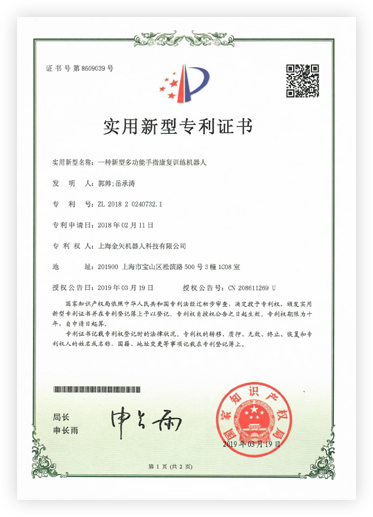 证书号第8609039号
实用新型专利证书
实用新型名称：一种新型多功能手指康复训练机器人
发 明 人：郭帅;岳承涛
专 利 号：ZL 2018 2 0240732.1
专利申请日：2018年02月11日
专 利 权 人：上海金矢机器人科技有限公司
地 址：201900 上海市宝山区淞滨路500号3幢1C08室
授权公告日：2019年03月19日 授权公告号：CN 208611269 U
国家知识产权局依照中华人民共和国专利法经过初步审查，决定授予专利权，颁发实用
新型专利证书并在专利登记簿上予以登记。专利权自授权公告之日起生效。专利权期限为十
年，自申请日起算。
专利证书记载专利权登记时的法律状况。专利权的转移、质押、无效、终止、恢复和专
利权人的姓名或名称、国籍、地址变更等事项记载在专利登记簿上。
局长
申长雨
申长雨
国家知识产权局
2019年03月19日
第1页(共2页)